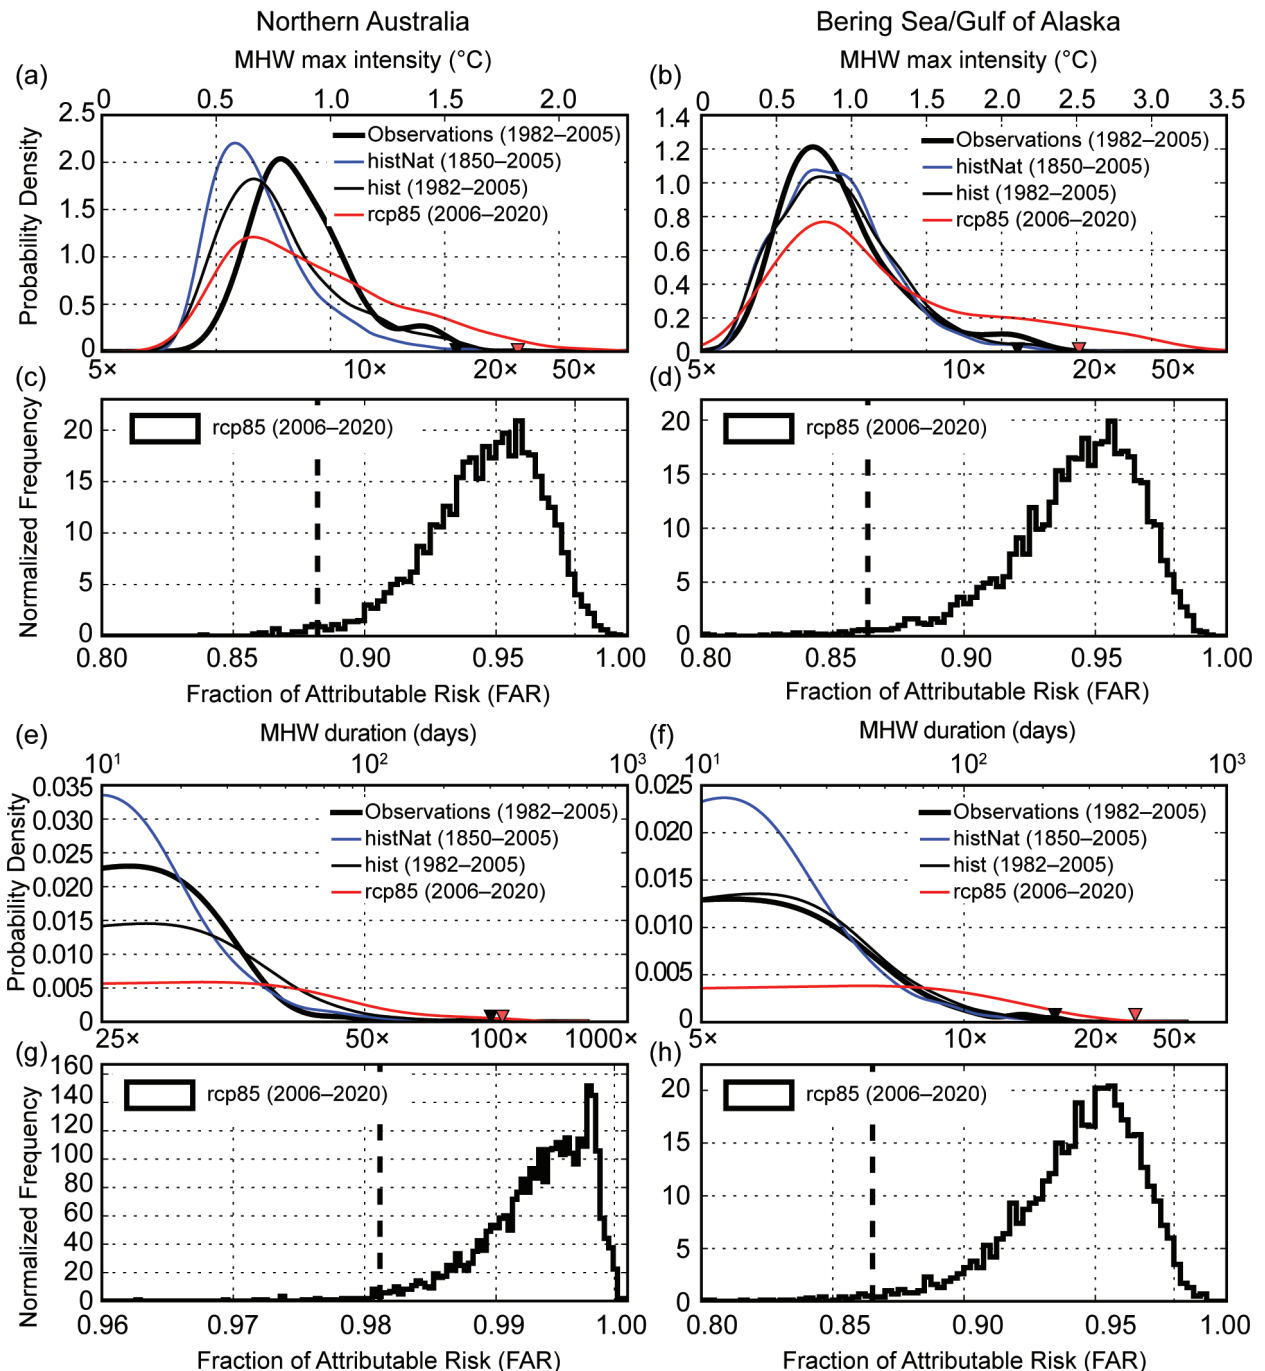 Northern Australia
Bering Sea/Gulf of Alaska
(a)
MHW max intensity (°C)
0 0.5 1.0 1.5 2.0
Probability Density
2.5
2.0
1.5
1.0
0.5
0
Observations (1982–2005)
histNat (1850–2005)
hist (1982–2005)
rcp85 (2006–2020)
5× 10× 20× 50×
(b)
MHW max intensity (°C)
0 0.5 1.0 1.5 2.0 2.5 3.0 3.5
1.4
1.2
1.0
0.8
0.6
0.4
0.2
0
Observations (1982–2005)
histNat (1850–2005)
hist (1982–2005)
rcp85 (2006–2020)
5× 10× 20× 50×
(c)
Normalized Frequency
20
15
10
5
0
rcp85 (2006–2020)
0.80 0.85 0.90 0.95 1.00
Fraction of Attributable Risk (FAR)
(d)
20
15
10
5
0
rcp85 (2006–2020)
0.80 0.85 0.90 0.95 1.00
Fraction of Attributable Risk (FAR)
(e)
MHW duration (days)
10¹ 10² 10³
Probability Density
0.035
0.030
0.025
0.020
0.015
0.010
0.005
0
Observations (1982–2005)
histNat (1850–2005)
hist (1982–2005)
rcp85 (2006–2020)
25× 50× 100× 1000×
(f)
MHW duration (days)
10¹ 10² 10³
0.025
0.020
0.015
0.010
0.005
0
Observations (1982–2005)
histNat (1850–2005)
hist (1982–2005)
rcp85 (2006–2020)
5× 10× 20× 50×
(g)
Normalized Frequency
160
140
120
100
80
60
40
20
0
rcp85 (2006–2020)
0.96 0.97 0.98 0.99 1.00
Fraction of Attributable Risk (FAR)
(h)
20
15
10
5
0
rcp85 (2006–2020)
0.80 0.85 0.90 0.95 1.00
Fraction of Attributable Risk (FAR)